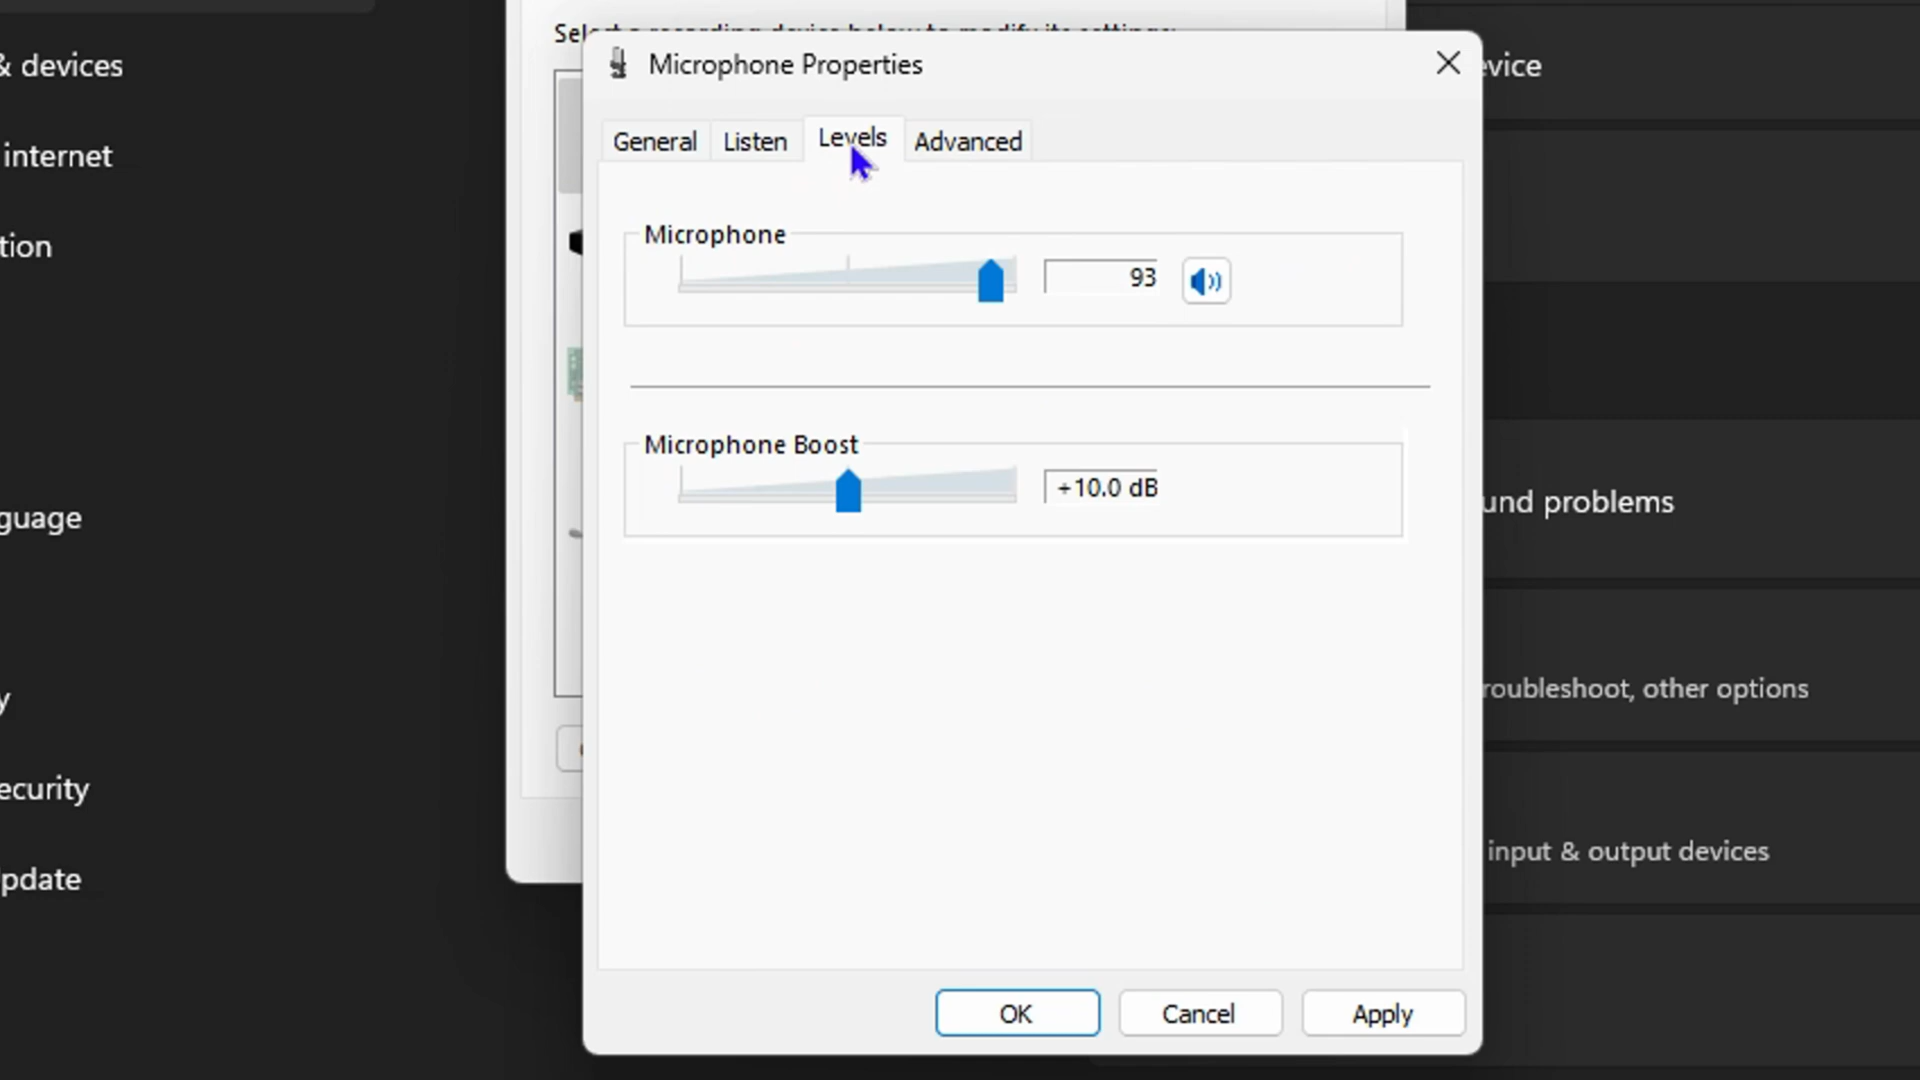 & devices
internet
tion
guage
y
ecurity
pdate
Microphone Properties
General Listen Levels Advanced
Microphone
93
Microphone Boost
+10.0 dB
OK Cancel Apply
evice
und problems
roubleshoot, other options
input & output devices